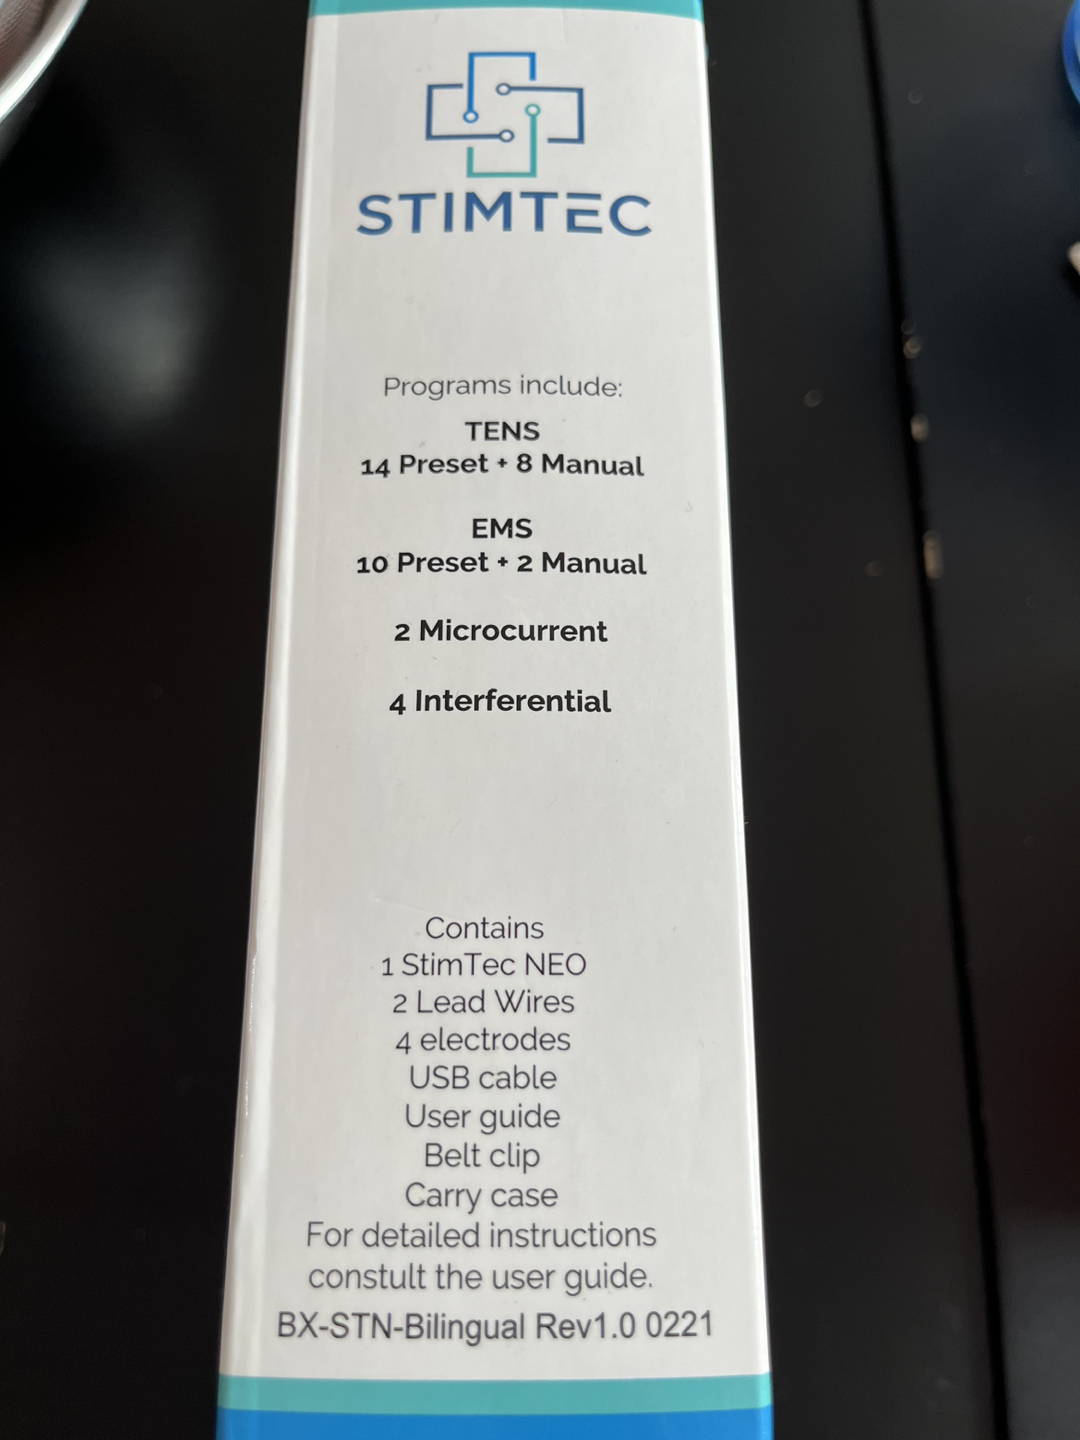 STIMTEC
Programs include:
TENS
14 Preset + 8 Manual
EMS
10 Preset + 2 Manual
2 Microcurrent
4 Interferential
Contains
1 StimTec NEO
2 Lead Wires
4 electrodes
USB cable
User guide
Belt clip
Carry case
For detailed instructions
constult the user guide.
BX-STN-Bilingual Rev1.0 0221